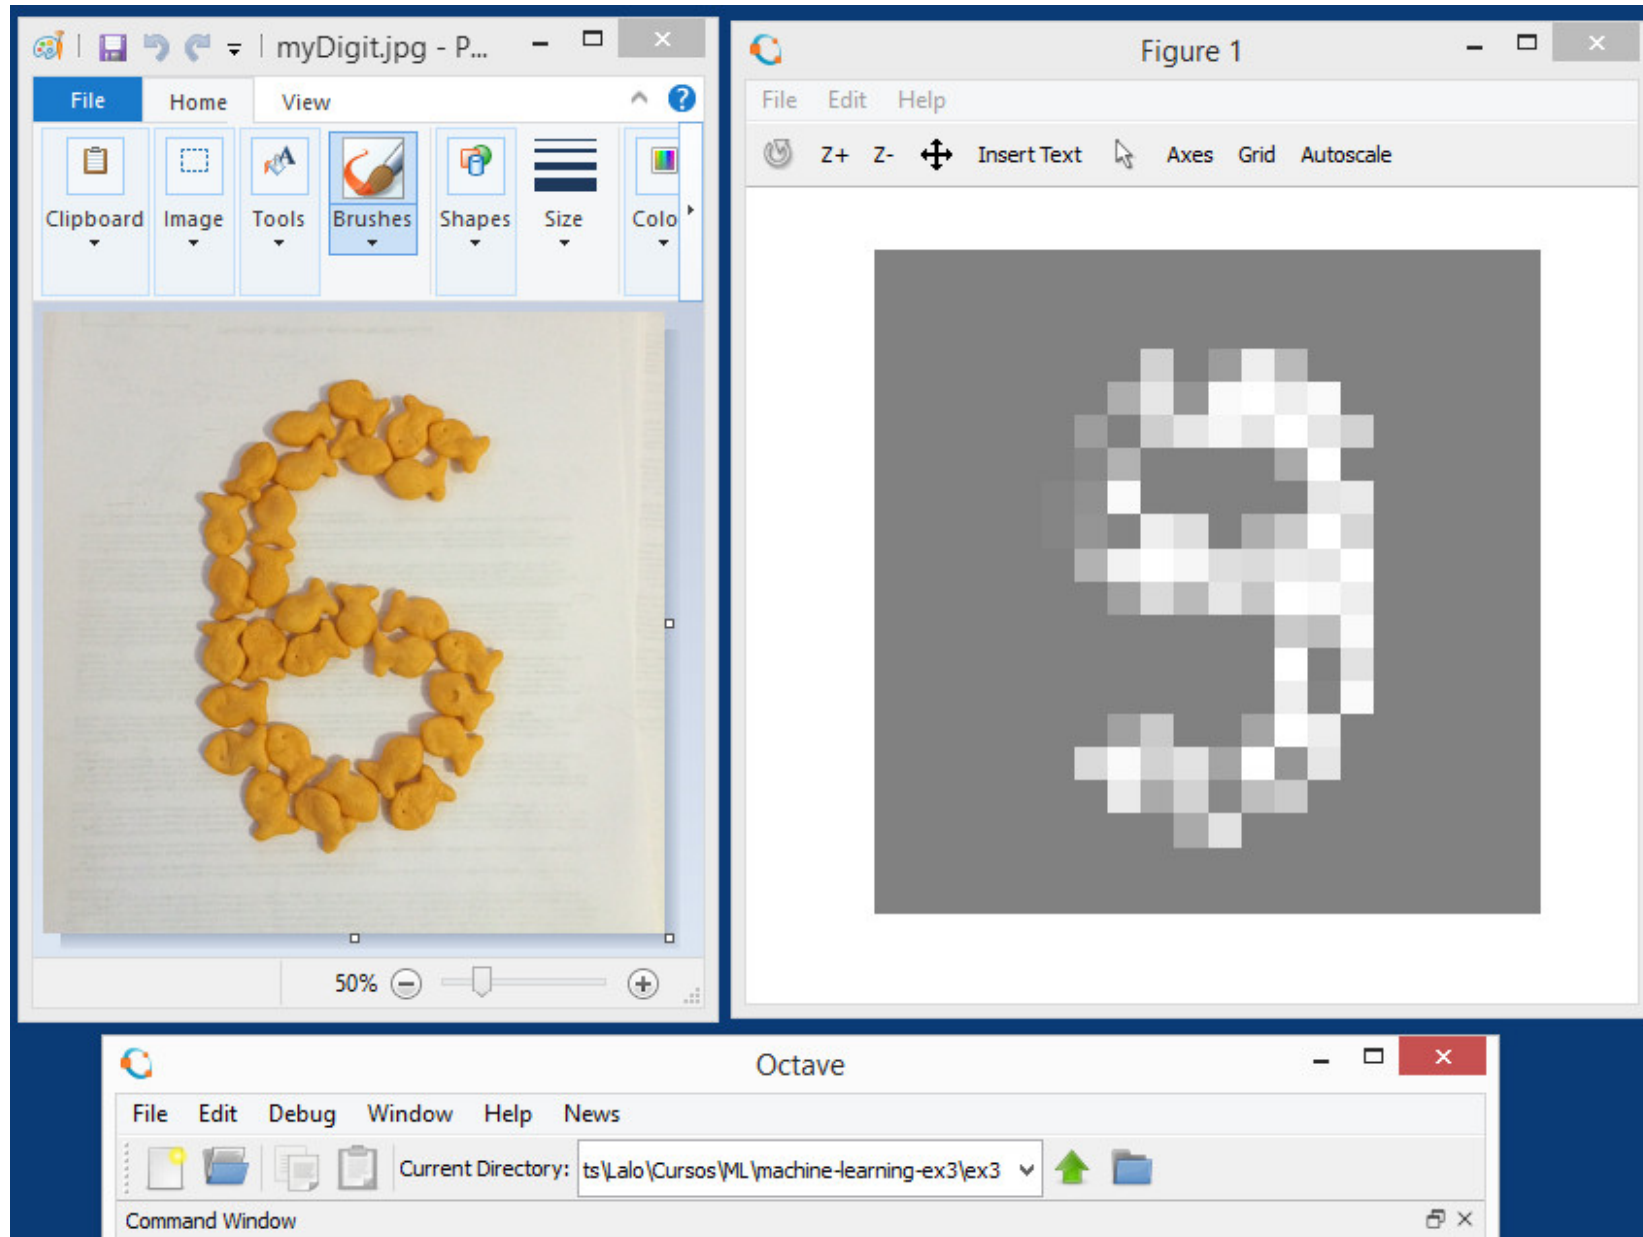 myDigit.jpg - P...
File Home View
Clipboard Image Tools Brushes Shapes Size Colo
50%
Figure 1
File Edit Help
Z+ Z- Insert Text Axes Grid Autoscale
Octave
File Edit Debug Window Help News
Current Directory: ts\Lalo\Cursos\ML\machine-learning-ex3\ex3
Command Window